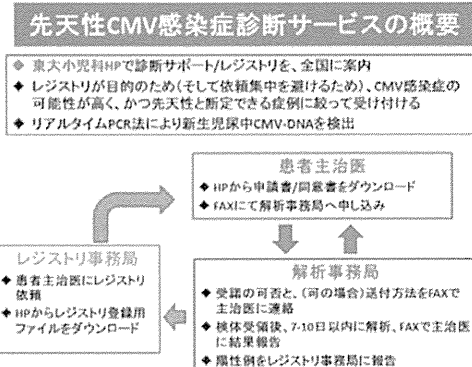 先天性CMV感染症診断サービスの概要
◆ 東大小児科HPで診断サポート/レジストリを、全国に案内
◆ レジストリが目的のため(そして依頼集中を避けるため)、CMV感染症の
可能性が高く、かつ先天性と断定できる症例に絞って受け付ける
◆ リアルタイムPCR法により新生児尿中CMV-DNAを検出
患者主治医
◆ HPから申請書/同意書をダウンロード
◆ FAXにて解析事務局へ申し込み
レジストリ事務局
◆ 患者主治医にレジストリ
依頼
◆ HPからレジストリ登録用
ファイルをダウンロード
解析事務局
◆ 受諾の可否と、(可の場合)送付方法をFAXで
主治医に連絡
◆ 検体受領後、7-10日以内に解析、FAXで主治医
に結果報告
◆ 陽性例をレジストリ事務局に報告